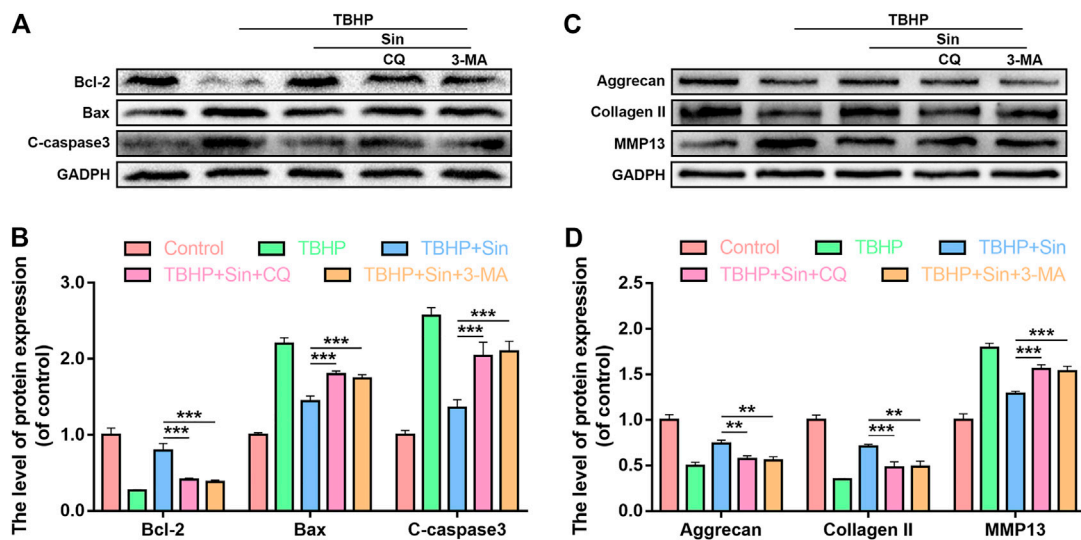 A
TBHP
Sin
CQ 3-MA
Bcl-2
Bax
C-caspase3
GADPH
B
Control TBHP TBHP+Sin
TBHP+Sin+CQ TBHP+Sin+3-MA
The level of protein expression
(of control)
3.0
2.0
1.0
0.0
***
***
***
***
***
***
Bcl-2 Bax C-caspase3
C
TBHP
Sin
CQ 3-MA
Aggrecan
Collagen II
MMP13
GADPH
D
Control TBHP TBHP+Sin
TBHP+Sin+CQ TBHP+Sin+3-MA
The level of protein expression
(of control)
2.5
2.0
1.5
1.0
0.5
0.0
**
**
**
***
***
***
Aggrecan Collagen II MMP13